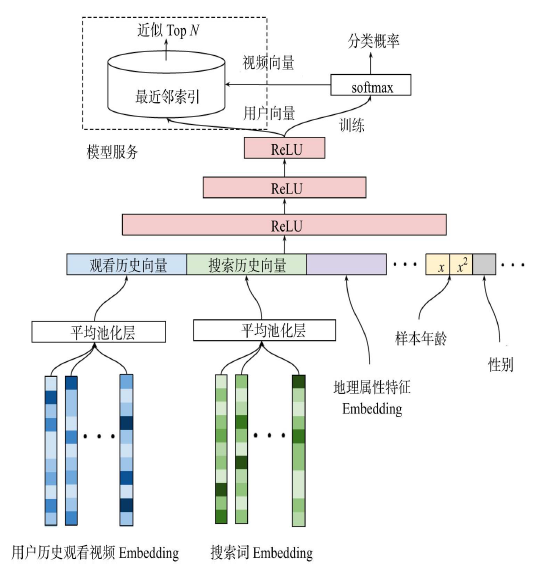 近似 Top N
分类概率
视频向量
最近邻索引
softmax
用户向量
训练
模型服务
ReLU
ReLU
ReLU
观看历史向量 搜索历史向量 ··· x x² ···
平均池化层 平均池化层
样本年龄
性别
地理属性特征
Embedding
··· ···
用户历史观看视频 Embedding 搜索词 Embedding